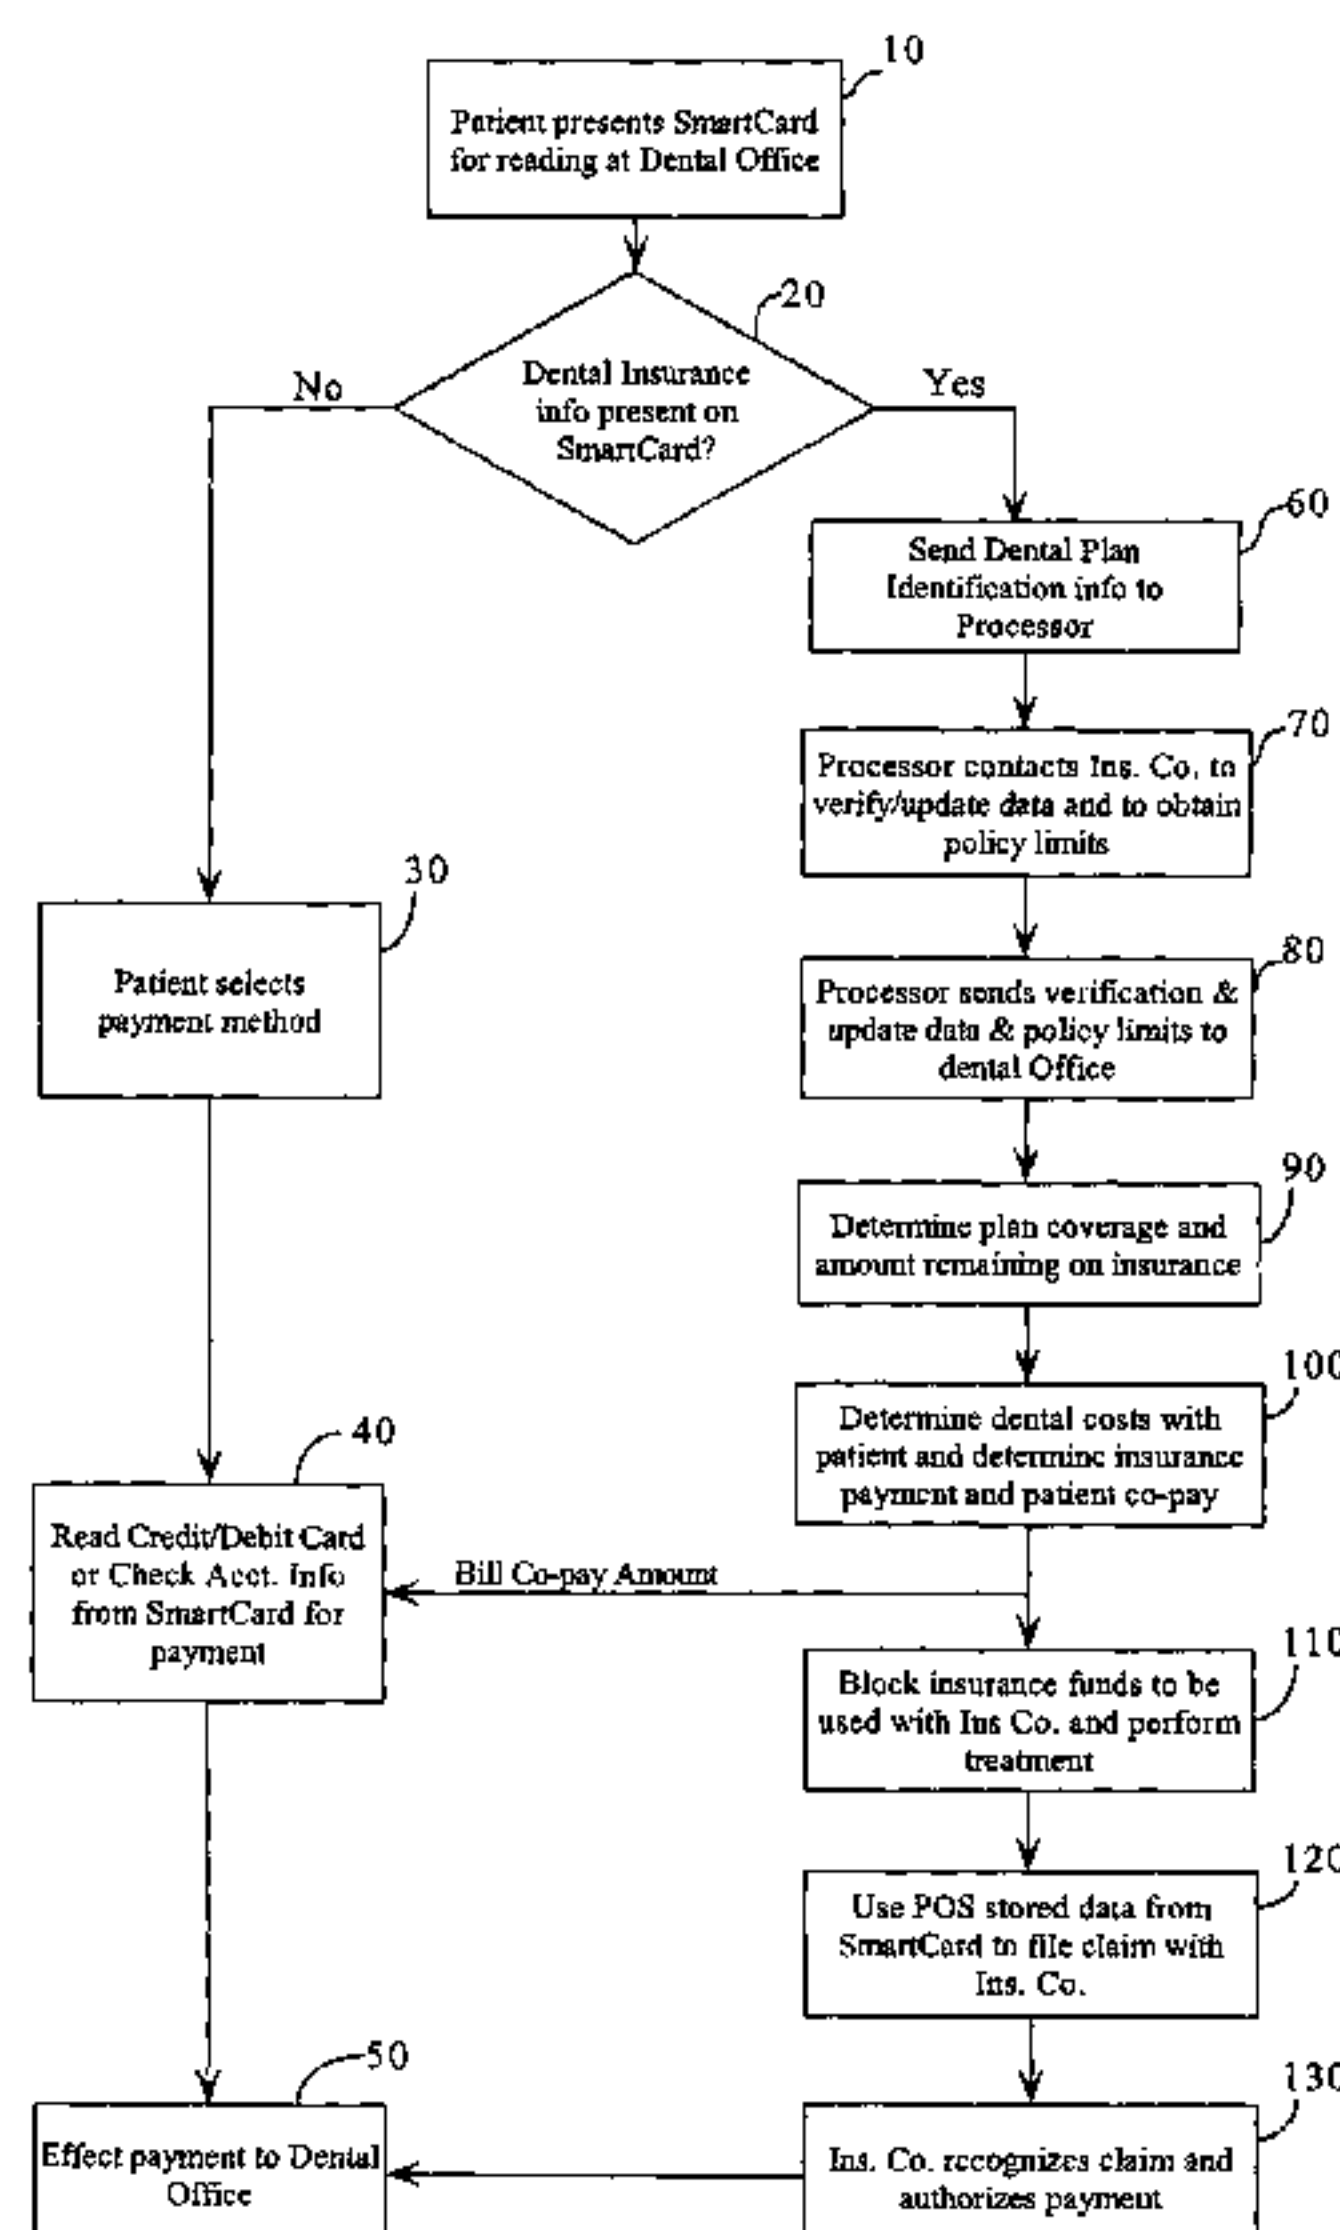 10
Patient presents SmartCard
for reading at Dental Office
20
Dental Insurance
info present on
SmartCard?
No
Yes
60
Send Dental Plan
Identification info to
Processor
70
Processor contacts Ins. Co. to
verify/update data and to obtain
policy limits
30
Patient selects
payment method
80
Processor sends verification &
update data & policy limits to
dental Office
90
Determine plan coverage and
amount remaining on insurance
100
Determine dental costs with
patient and determine insurance
payment and patient co-pay
40
Read Credit/Debit Card
or Check Acct. Info
from SmartCard for
payment
Bill Co-pay Amount
110
Block insurance funds to be
used with Ins Co. and perform
treatment
120
Use POS stored data from
SmartCard to file claim with
Ins. Co.
50
Effect payment to Dental
Office
130
Ins. Co. recognizes claim and
authorizes payment